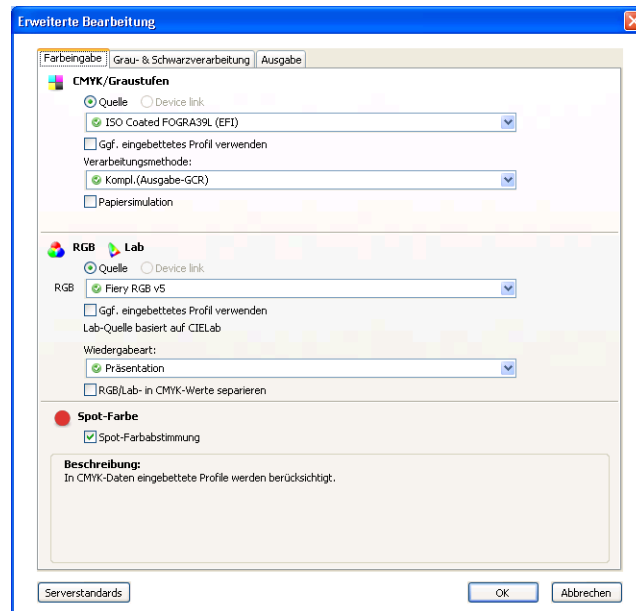 Erweiterte Bearbeitung
Farbeingabe Grau- & Schwarzverarbeitung Ausgabe
CMYK/Graustufen
Quelle Device link
ISO Coated FOGRA39L (EFI)
Ggf. eingebettetes Profil verwenden
Verarbeitungsmethode:
Kompl.(Ausgabe-GCR)
Papiersimulation
RGB Lab
Quelle Device link
RGB Fiery RGB v5
Ggf. eingebettetes Profil verwenden
Lab-Quelle basiert auf CIELab
Wiedergabeart:
Präsentation
RGB/Lab- in CMYK-Werte separieren
Spot-Farbe
Spot-Farbabstimmung
Beschreibung:
In CMYK-Daten eingebettete Profile werden berücksichtigt.
Serverstandards OK Abbrechen